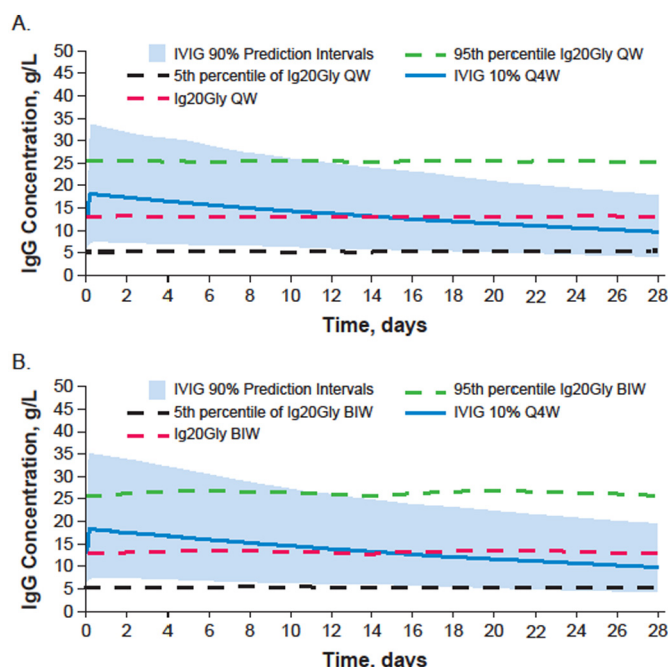 A.
50
45
40
35
30
25
20
15
10
5
0
IgG Concentration, g/L
IVIG 90% Prediction Intervals
95th percentile Ig20Gly QW
5th percentile of Ig20Gly QW
IVIG 10% Q4W
Ig20Gly QW
0 2 4 6 8 10 12 14 16 18 20 22 24 26 28
Time, days
B.
50
45
40
35
30
25
20
15
10
5
0
IgG Concentration, g/L
IVIG 90% Prediction Intervals
95th percentile Ig20Gly BIW
5th percentile of Ig20Gly BIW
IVIG 10% Q4W
Ig20Gly BIW
0 2 4 6 8 10 12 14 16 18 20 22 24 26 28
Time, days